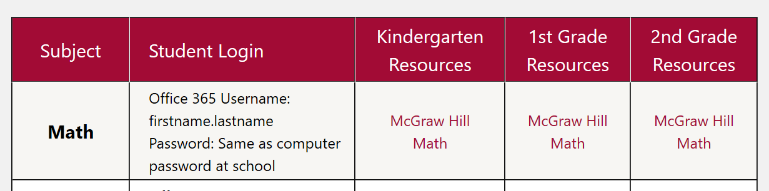 Subject
Student Login
Kindergarten
Resources
1st Grade
Resources
2nd Grade
Resources
Math
Office 365 Username:
firstname.lastname
Password: Same as computer
password at school
McGraw Hill
Math
McGraw Hill
Math
McGraw Hill
Math